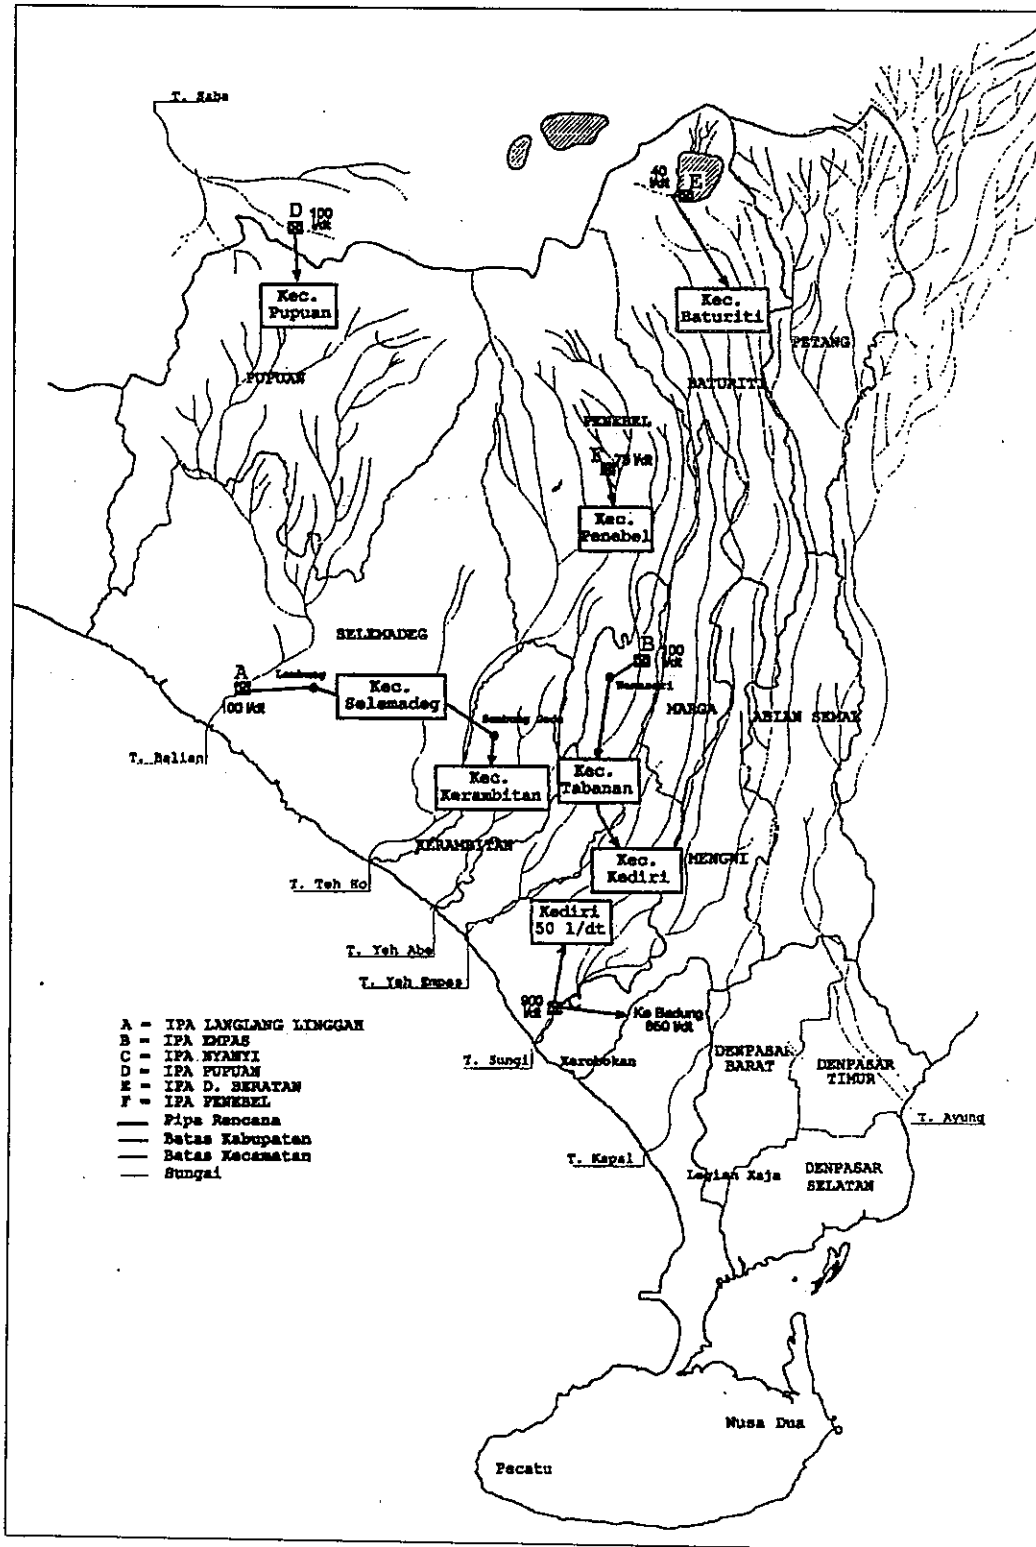 T. Saba
D
100
l/dt
Kec.
Pupuan
PUPUAN
40
l/dt
E
Kec.
Baturiti
PETANG
BATURITI
PENEBEL
75 l/dt
Kec.
Penebel
SELEMADEG
A
100 l/dt
Kec.
Selemadeg
B
100
l/dt
MARGA
ABIAN SEMAL
T. Balian
Kec.
Kerambitan
Kec.
Tabanan
KERAMBITAN
MENGWI
Kec.
Kediri
T. Yeh Ho
Kediri
50 l/dt
T. Yeh Abe
T. Yeh Empas
900
l/dt
C
Ke Badung
850 l/dt
T. Sungi
Kerobokan
DENPASAR
BARAT
DENPASAR
TIMUR
T. Ayung
A = IPA LANGLANG LINGGAH
B = IPA EMPAS
C = IPA NYANYI
D = IPA PUPUAN
E = IPA D. BERATAN
F = IPA PENEBEL
Pipa Rencana
Batas Kabupatan
Batas Kecamatan
Sungai
T. Kapal
Legian Kaja
DENPASAR
SELATAN
Nusa Dua
Pecatu